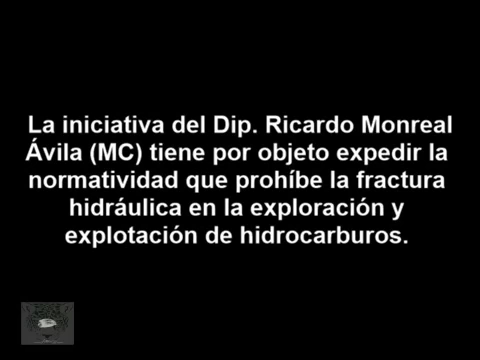 La iniciativa del Dip. Ricardo Monreal
Ávila (MC) tiene por objeto expedir la
normatividad que prohíbe la fractura
hidráulica en la exploración y
explotación de hidrocarburos.